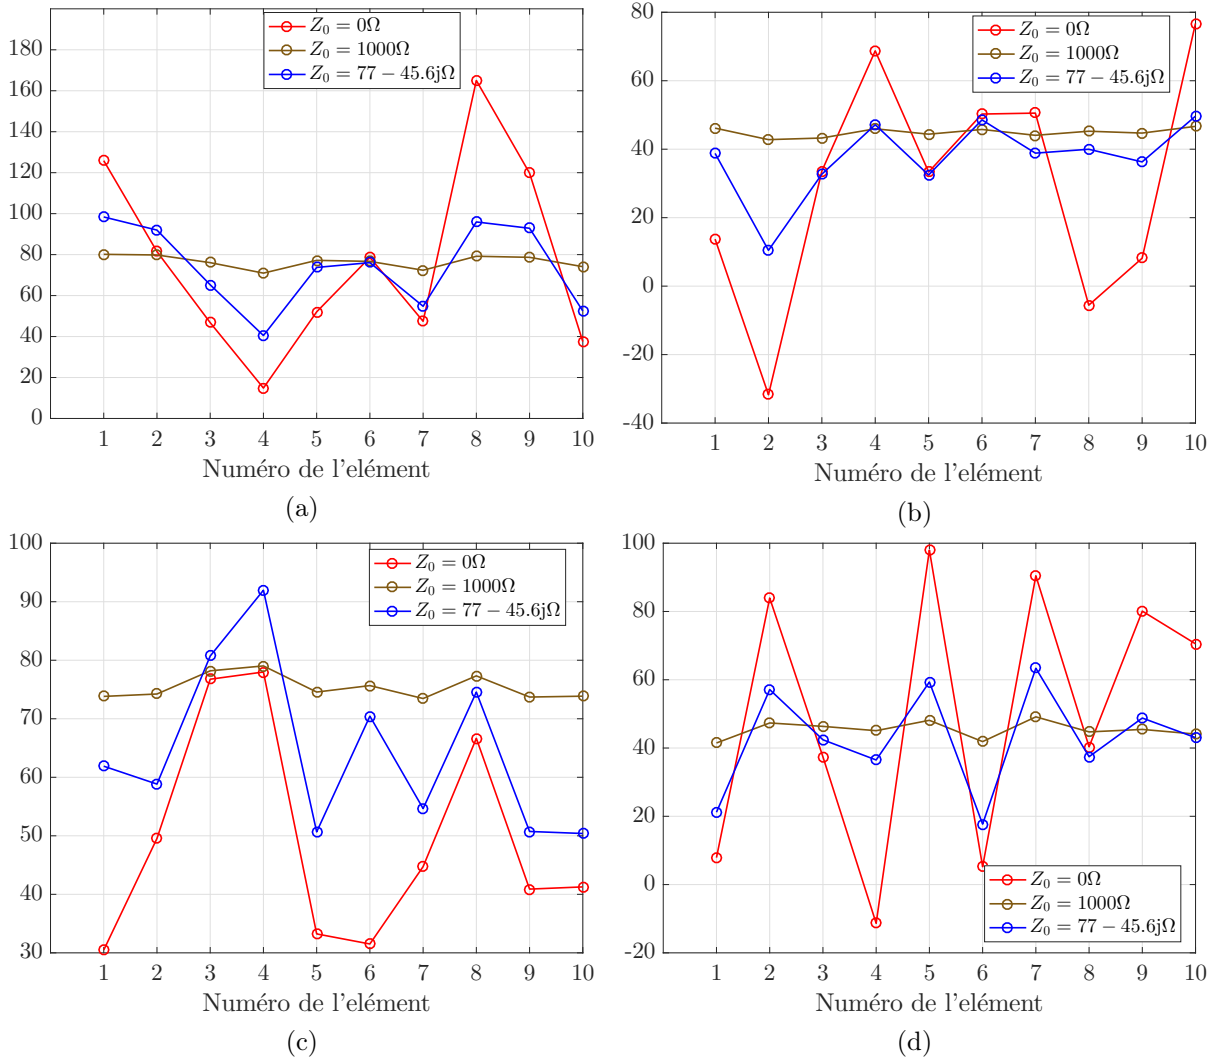 180
160
140
120
100
80
60
40
20
0
1 2 3 4 5 6 7 8 9 10
Numéro de l'elément
Z₀ = 0Ω
Z₀ = 1000Ω
Z₀ = 77 − 45.6jΩ
(a)
80
60
40
20
0
-20
-40
1 2 3 4 5 6 7 8 9 10
Numéro de l'elément
Z₀ = 0Ω
Z₀ = 1000Ω
Z₀ = 77 − 45.6jΩ
(b)
100
90
80
70
60
50
40
30
1 2 3 4 5 6 7 8 9 10
Numéro de l'elément
Z₀ = 0Ω
Z₀ = 1000Ω
Z₀ = 77 − 45.6jΩ
(c)
100
80
60
40
20
0
-20
1 2 3 4 5 6 7 8 9 10
Numéro de l'elément
Z₀ = 0Ω
Z₀ = 1000Ω
Z₀ = 77 − 45.6jΩ
(d)